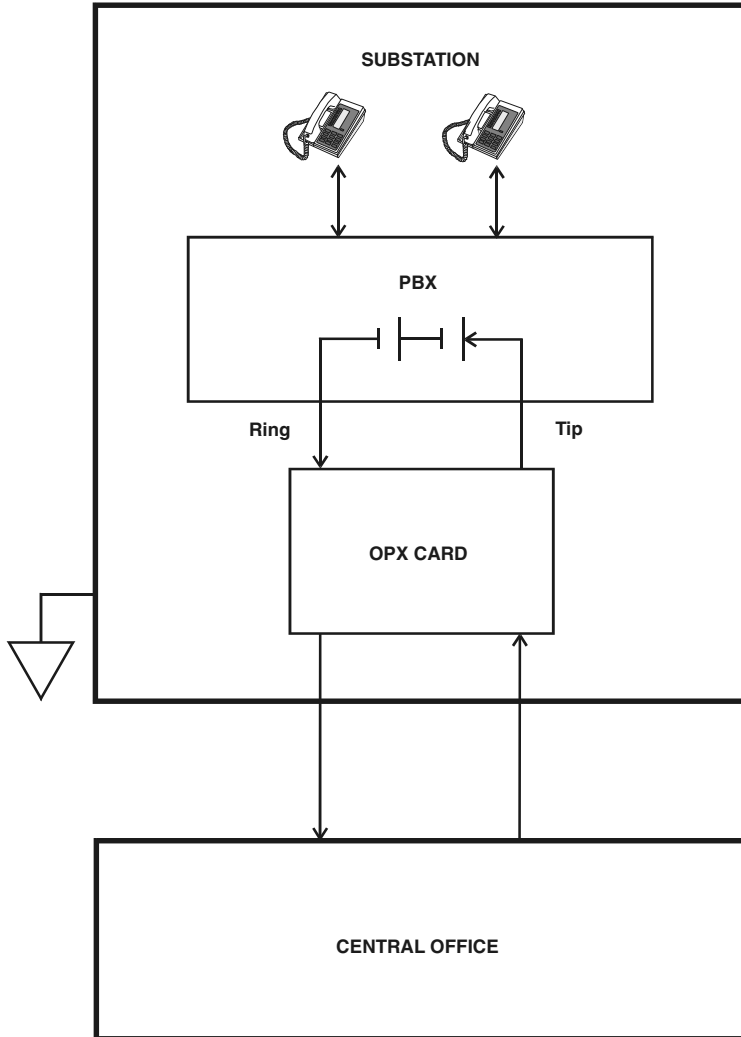 SUBSTATION
PBX
Ring
Tip
OPX CARD
CENTRAL OFFICE